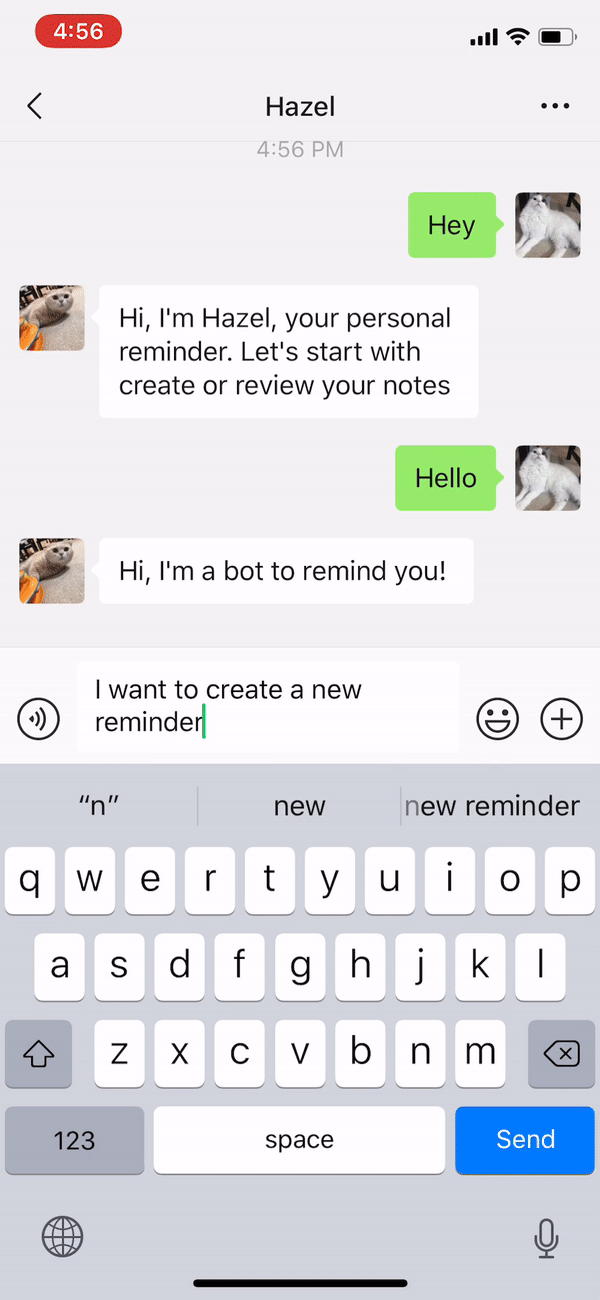 4:56
Hazel
4:56 PM
Hey
Hi, I'm Hazel, your personal
reminder. Let's start with
create or review your notes
Hello
Hi, I'm a bot to remind you!
I want to create a new
reminder
“n” new new reminder
q w e r t y u i o p
a s d f g h j k l
z x c v b n m
123 space Send